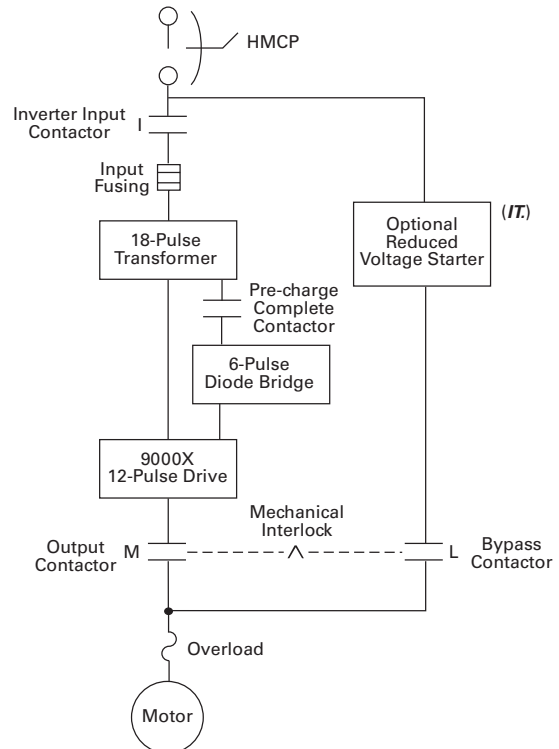 HMCP
Inverter Input
Contactor
I
Input
Fusing
18-Pulse
Transformer
Optional
Reduced
Voltage Starter
(IT.)
Pre-charge
Complete
Contactor
6-Pulse
Diode Bridge
9000X
12-Pulse Drive
Mechanical
Interlock
Output
Contactor
M
L
Bypass
Contactor
Overload
Motor